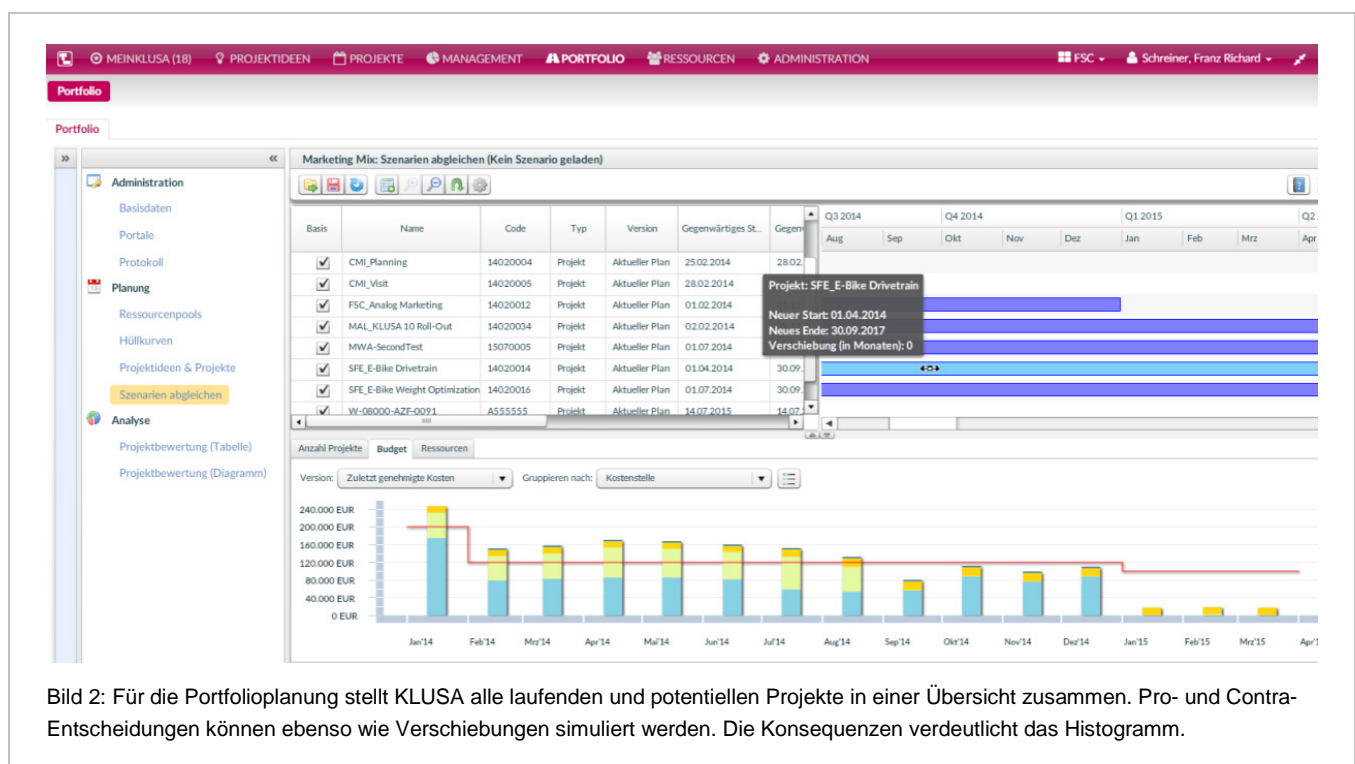 MEINKLUSA (18) PROJEKTIDEEN PROJEKTE MANAGEMENT PORTFOLIO RESSOURCEN ADMINISTRATION FSC Schreiner, Franz Richard
Portfolio
Portfolio
Administration
Basisdaten
Portale
Protokoll
Planung
Ressourcenpools
Hüllkurven
Projektideen & Projekte
Szenarien abgleichen
Analyse
Projektbewertung (Tabelle)
Projektbewertung (Diagramm)
Marketing Mix: Szenarien abgleichen (Kein Szenario geladen)
Basis Name Code Typ Version Gegenwärtiges St... Gegenw
Q3 2014 Q4 2014 Q1 2015 Q2
Aug Sep Okt Nov Dez Jan Feb Mrz Apr
CMI_Planning 14020004 Projekt Aktueller Plan 25.02.2014 28.02.
CMI_Visit 14020005 Projekt Aktueller Plan 28.02.2014
FSC_Analog Marketing 14020012 Projekt Aktueller Plan 01.02.2014
MAL_KLUSA 10 Roll-Out 14020034 Projekt Aktueller Plan 02.02.2014
MWA-SecondTest 15070005 Projekt Aktueller Plan 01.07.2014
SFE_E-Bike Drivetrain 14020014 Projekt Aktueller Plan 01.04.2014 30.09.
SFE_E-Bike Weight Optimization 14020016 Projekt Aktueller Plan 01.07.2014 30.09.
W-08000-AZF-0091 A555555 Projekt Aktueller Plan 14.07.2015 14.07.
Projekt: SFE_E-Bike Drivetrain
Neuer Start: 01.04.2014
Neues Ende: 30.09.2017
Verschiebung (in Monaten): 0
Anzahl Projekte Budget Ressourcen
Version: Zuletzt genehmigte Kosten Gruppieren nach: Kostenstelle
240.000 EUR
200.000 EUR
160.000 EUR
120.000 EUR
80.000 EUR
40.000 EUR
0 EUR
Jan'14 Feb'14 Mrz'14 Apr'14 Mai'14 Jun'14 Jul'14 Aug'14 Sep'14 Okt'14 Nov'14 Dez'14 Jan'15 Feb'15 Mrz'15 Apr'1
Bild 2: Für die Portfolioplanung stellt KLUSA alle laufenden und potentiellen Projekte in einer Übersicht zusammen. Pro- und Contra-
Entscheidungen können ebenso wie Verschiebungen simuliert werden. Die Konsequenzen verdeutlicht das Histogramm.